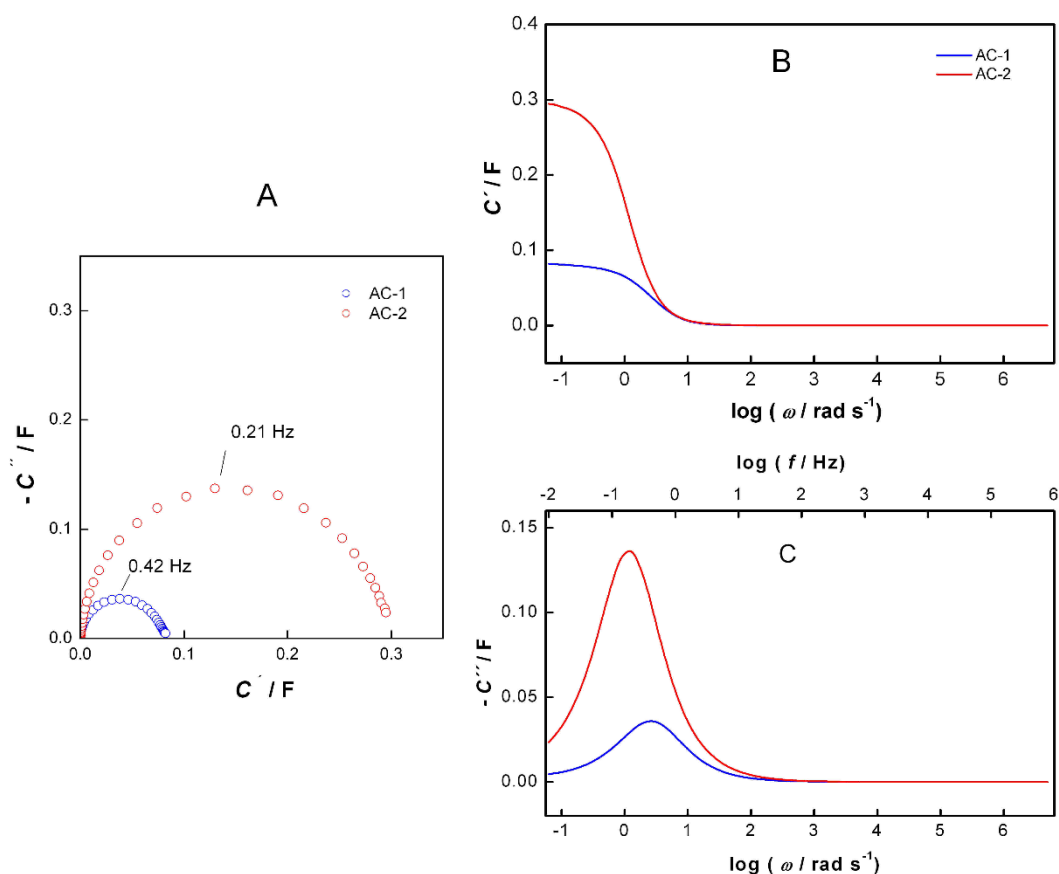 A
0.3
0.2
0.1
0.0
- C ´´ / F
AC-1
AC-2
0.21 Hz
0.42 Hz
0.0 0.1 0.2 0.3
C ´ / F
B
0.4
0.3
0.2
0.1
0.0
C´ / F
AC-1
AC-2
-1 0 1 2 3 4 5 6
log ( ω / rad s⁻¹)
log ( f / Hz)
-2 -1 0 1 2 3 4 5 6
C
0.15
0.10
0.05
0.00
- C´´ / F
-1 0 1 2 3 4 5 6
log ( ω / rad s⁻¹)